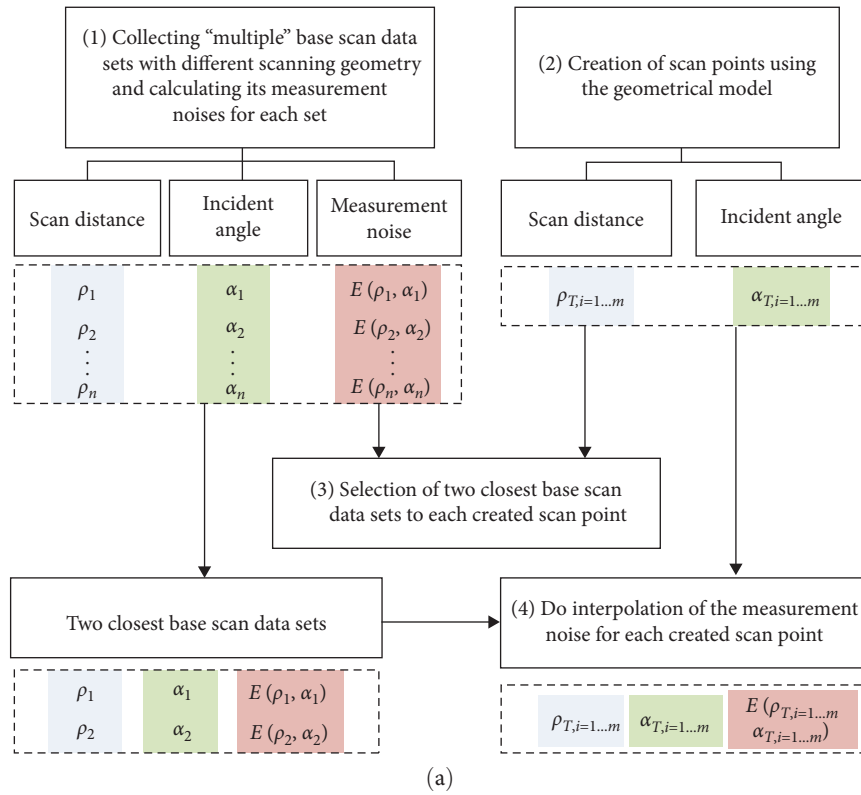 (1) Collecting “multiple” base scan data
sets with different scanning geometry
and calculating its measurement
noises for each set
(2) Creation of scan points using
the geometrical model
Scan distance
Incident
angle
Measurement
noise
Scan distance
Incident angle
ρ1 α1 E (ρ1, α1)
ρ2 α2 E (ρ2, α2)
⋮ ⋮ ⋮
ρn αn E (ρn, αn)
ρT,i=1...m αT,i=1...m
(3) Selection of two closest base scan
data sets to each created scan point
Two closest base scan data sets
(4) Do interpolation of the measurement
noise for each created scan point
ρ1 α1 E (ρ1, α1)
ρ2 α2 E (ρ2, α2)
ρT,i=1...m αT,i=1...m E (ρT,i=1...m
αT,i=1...m)
(a)